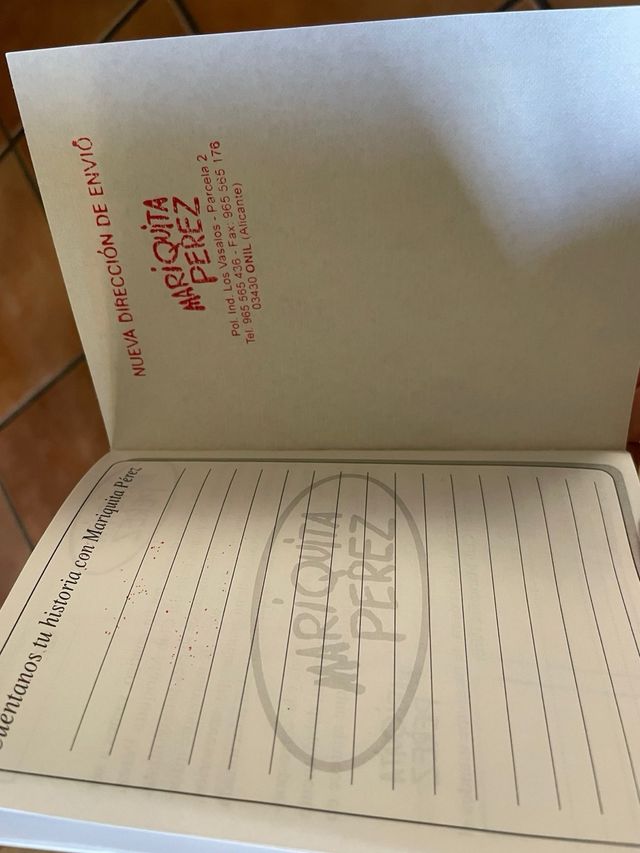 NUEVA DIRECCIÓN DE ENVIÓ
MARIQUITA
PEREZ
Pol. Ind. Los Vasalos - Parcela 2
Tel: 965 565 436 - Fax: 965 565 176
03430 ONIL (Alicante)
Cuentanos tu historia con Mariquita Pérez
MARIQUITA
PEREZ